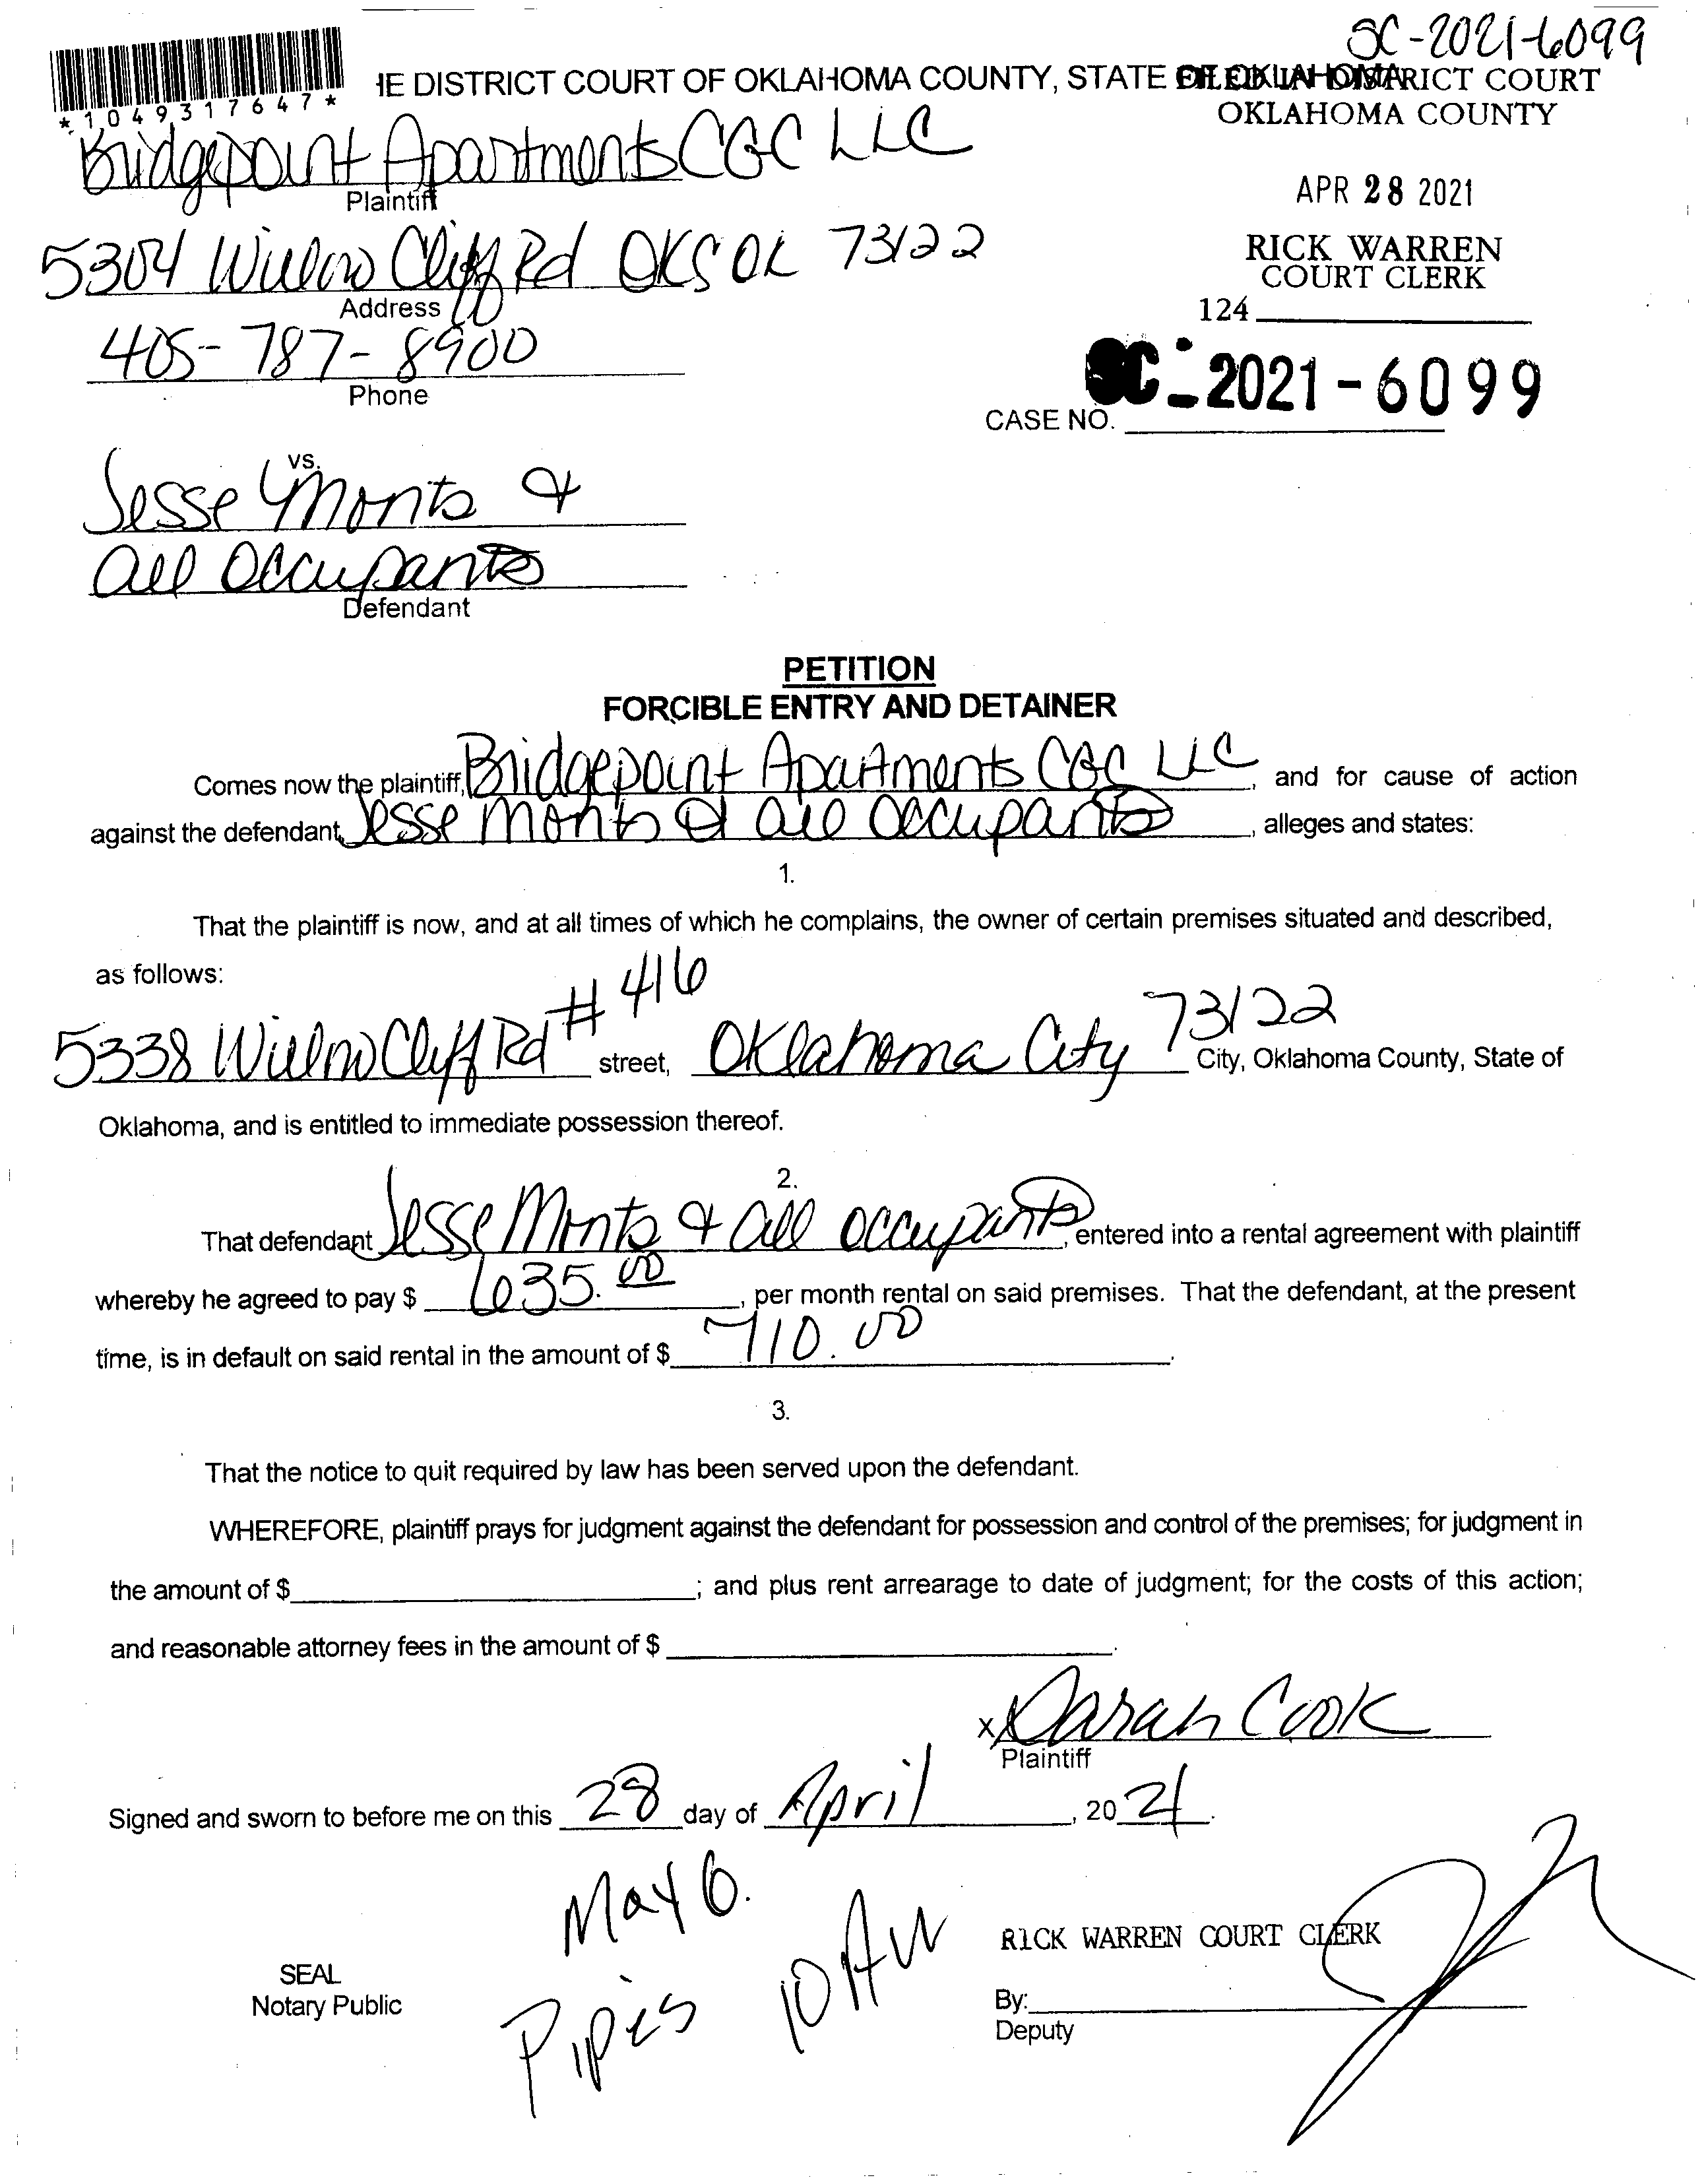 SC-2021-6099
*1049317647*
HE DISTRICT COURT OF OKLAHOMA COUNTY, STATE OF OKLAHOMA
FILED IN DISTRICT COURT
OKLAHOMA COUNTY
Bridgepoint Apartments CGC LLC
Plaintiff
APR 28 2021
5304 Willow Cliff Rd OKC OK 73122
Address
RICK WARREN
COURT CLERK
124
405-787-8900
Phone
CASE NO. SC-2021-6099
vs.
Jesse Monts &
all Occupants
Defendant
PETITION
FORCIBLE ENTRY AND DETAINER
Comes now the plaintiff, Bridgepoint Apartments CGC LLC, and for cause of action
against the defendant, Jesse Monts & all Occupants, alleges and states:
1.
That the plaintiff is now, and at all times of which he complains, the owner of certain premises situated and described,
as follows:
5338 Willow Cliff Rd #416 street, Oklahoma City 73122 City, Oklahoma County, State of
Oklahoma, and is entitled to immediate possession thereof.
2.
That defendant Jesse Monts & all occupants, entered into a rental agreement with plaintiff
whereby he agreed to pay $ 635.00, per month rental on said premises. That the defendant, at the present
time, is in default on said rental in the amount of $ 710.00.
3.
That the notice to quit required by law has been served upon the defendant.
WHEREFORE, plaintiff prays for judgment against the defendant for possession and control of the premises; for judgment in
the amount of $ ; and plus rent arrearage to date of judgment; for the costs of this action;
and reasonable attorney fees in the amount of $ .
x Sarah Cook
Plaintiff
Signed and sworn to before me on this 28 day of April, 2021.
May 6.
Pipes 10 AM
RICK WARREN COURT CLERK
SEAL
Notary Public
By:
Deputy